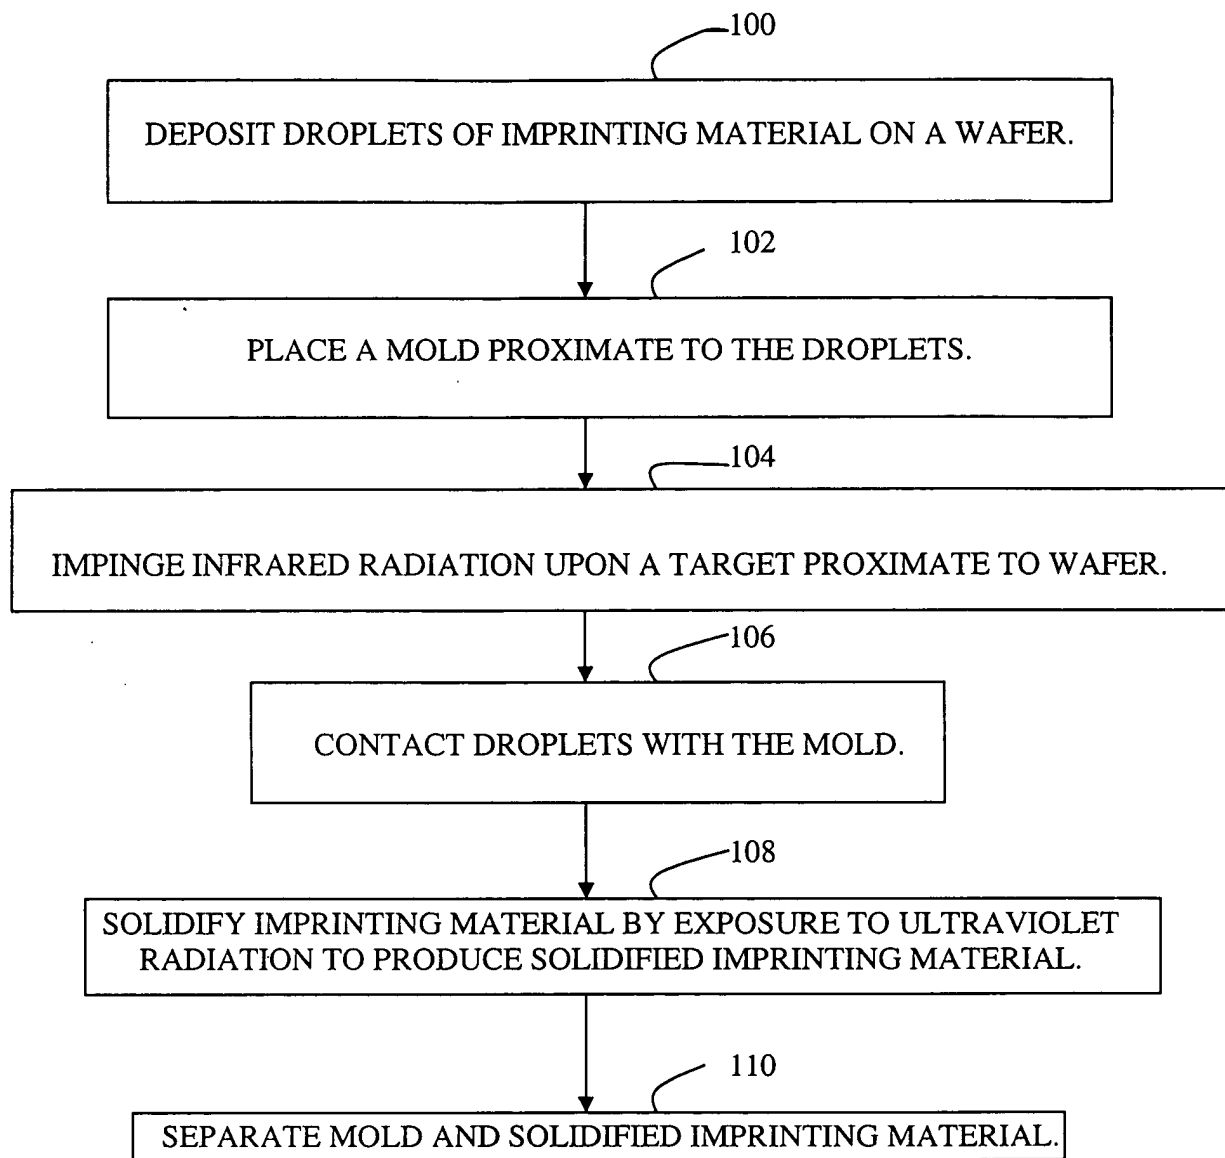 100
DEPOSIT DROPLETS OF IMPRINTING MATERIAL ON A WAFER.
102
PLACE A MOLD PROXIMATE TO THE DROPLETS.
104
IMPINGE INFRARED RADIATION UPON A TARGET PROXIMATE TO WAFER.
106
CONTACT DROPLETS WITH THE MOLD.
108
SOLIDIFY IMPRINTING MATERIAL BY EXPOSURE TO ULTRAVIOLET
RADIATION TO PRODUCE SOLIDIFIED IMPRINTING MATERIAL.
110
SEPARATE MOLD AND SOLIDIFIED IMPRINTING MATERIAL.